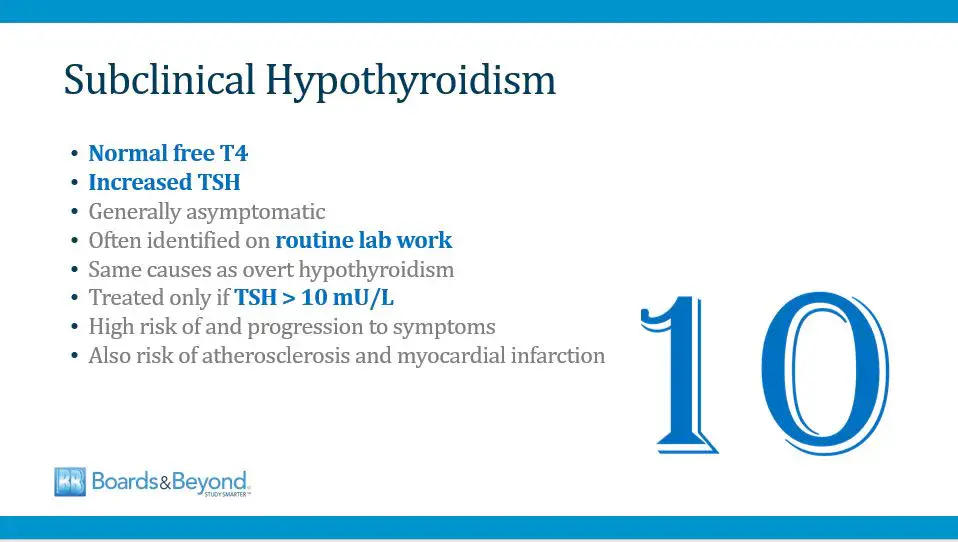 Subclinical Hypothyroidism
• Normal free T4
• Increased TSH
• Generally asymptomatic
• Often identified on routine lab work
• Same causes as overt hypothyroidism
• Treated only if TSH > 10 mU/L
• High risk of and progression to symptoms
• Also risk of atherosclerosis and myocardial infarction
10
BB Boards&Beyond.
STUDY SMARTER™